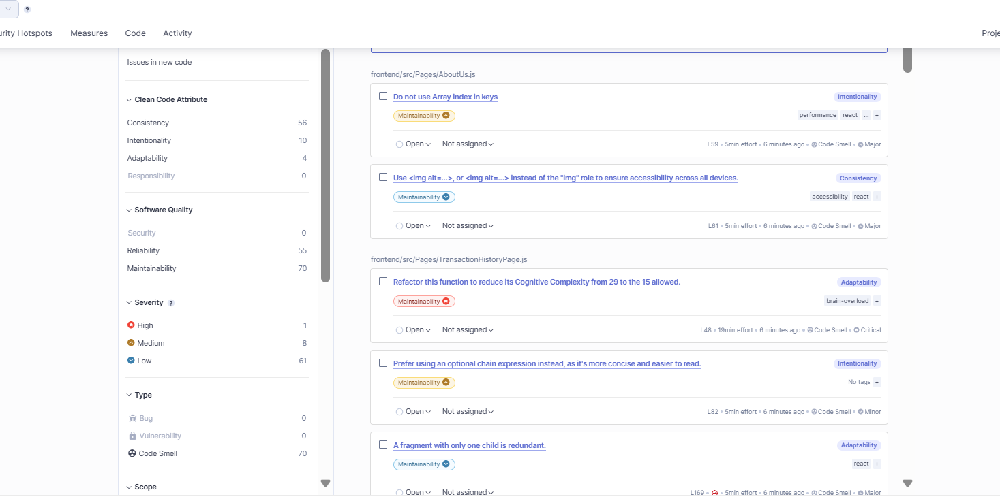 ?
urity Hotspots Measures Code Activity Proje
Issues in new code
Clean Code Attribute
Consistency 56
Intentionality 10
Adaptability 4
Responsibility 0
Software Quality
Security 0
Reliability 55
Maintainability 70
Severity ?
High 1
Medium 8
Low 61
Type
Bug 0
Vulnerability 0
Code Smell 70
Scope
frontend/src/Pages/AboutUs.js
Do not use Array index in keys Intentionality
Maintainability performance react ... +
Open Not assigned L59 • 5min effort • 6 minutes ago • Code Smell • Major
Use <img alt=...>, or <img alt=...> instead of the "img" role to ensure accessibility across all devices. Consistency
Maintainability accessibility react +
Open Not assigned L61 • 5min effort • 6 minutes ago • Code Smell • Major
frontend/src/Pages/TransactionHistoryPage.js
Refactor this function to reduce its Cognitive Complexity from 29 to the 15 allowed. Adaptability
Maintainability brain-overload +
Open Not assigned L48 • 19min effort • 6 minutes ago • Code Smell • Critical
Prefer using an optional chain expression instead, as it's more concise and easier to read. Intentionality
Maintainability No tags +
Open Not assigned L82 • 5min effort • 6 minutes ago • Code Smell • Minor
A fragment with only one child is redundant. Adaptability
Maintainability react +
Open Not assigned L169 • 5min effort • 6 minutes ago • Code Smell • Major